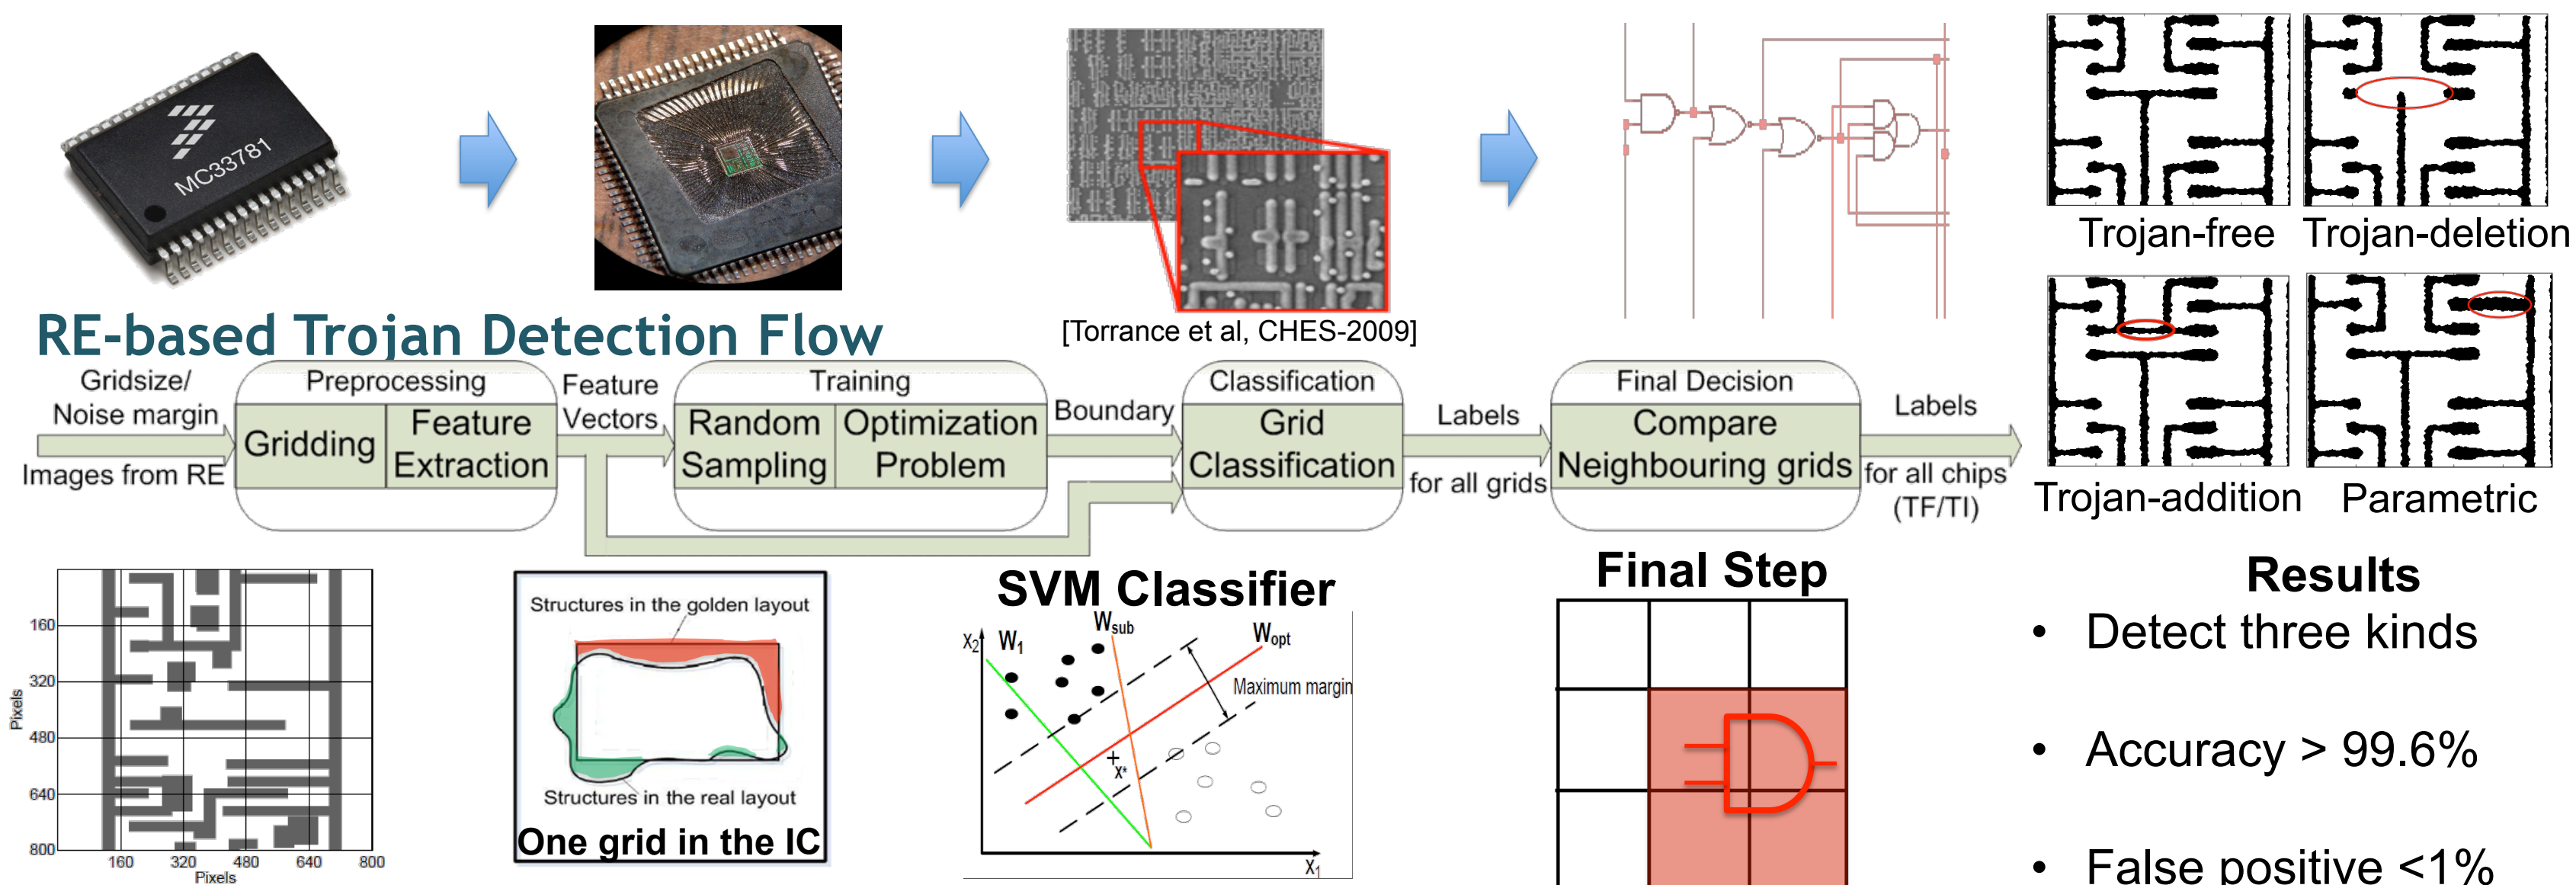 MC33781
[Torrance et al, CHES-2009]
Trojan-free
Trojan-deletion
Trojan-addition
Parametric
RE-based Trojan Detection Flow
Gridsize/
Noise margin
Images from RE
Preprocessing
Gridding
Feature
Extraction
Feature
Vectors
Training
Random
Sampling
Optimization
Problem
Boundary
Classification
Grid
Classification
Labels
for all grids
Final Decision
Compare
Neighbouring grids
Labels
for all chips
(TF/TI)
Pixels
160
320
480
640
800
160
320
480
640
800
Pixels
Structures in the golden layout
Structures in the real layout
One grid in the IC
SVM Classifier
X2
W1
Wsub
Wopt
Maximum margin
X*
X1
Final Step
Results
• Detect three kinds
• Accuracy > 99.6%
• False positive <1%